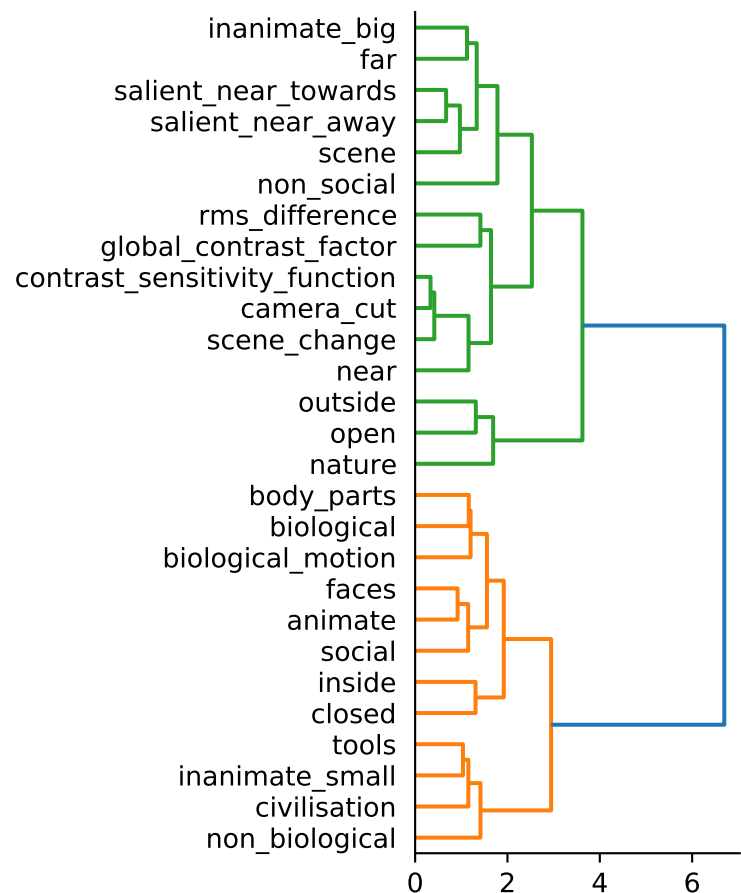 inanimate_big
far
salient_near_towards
salient_near_away
scene
non_social
rms_difference
global_contrast_factor
contrast_sensitivity_function
camera_cut
scene_change
near
outside
open
nature
body_parts
biological
biological_motion
faces
animate
social
inside
closed
tools
inanimate_small
civilisation
non_biological
0 2 4 6